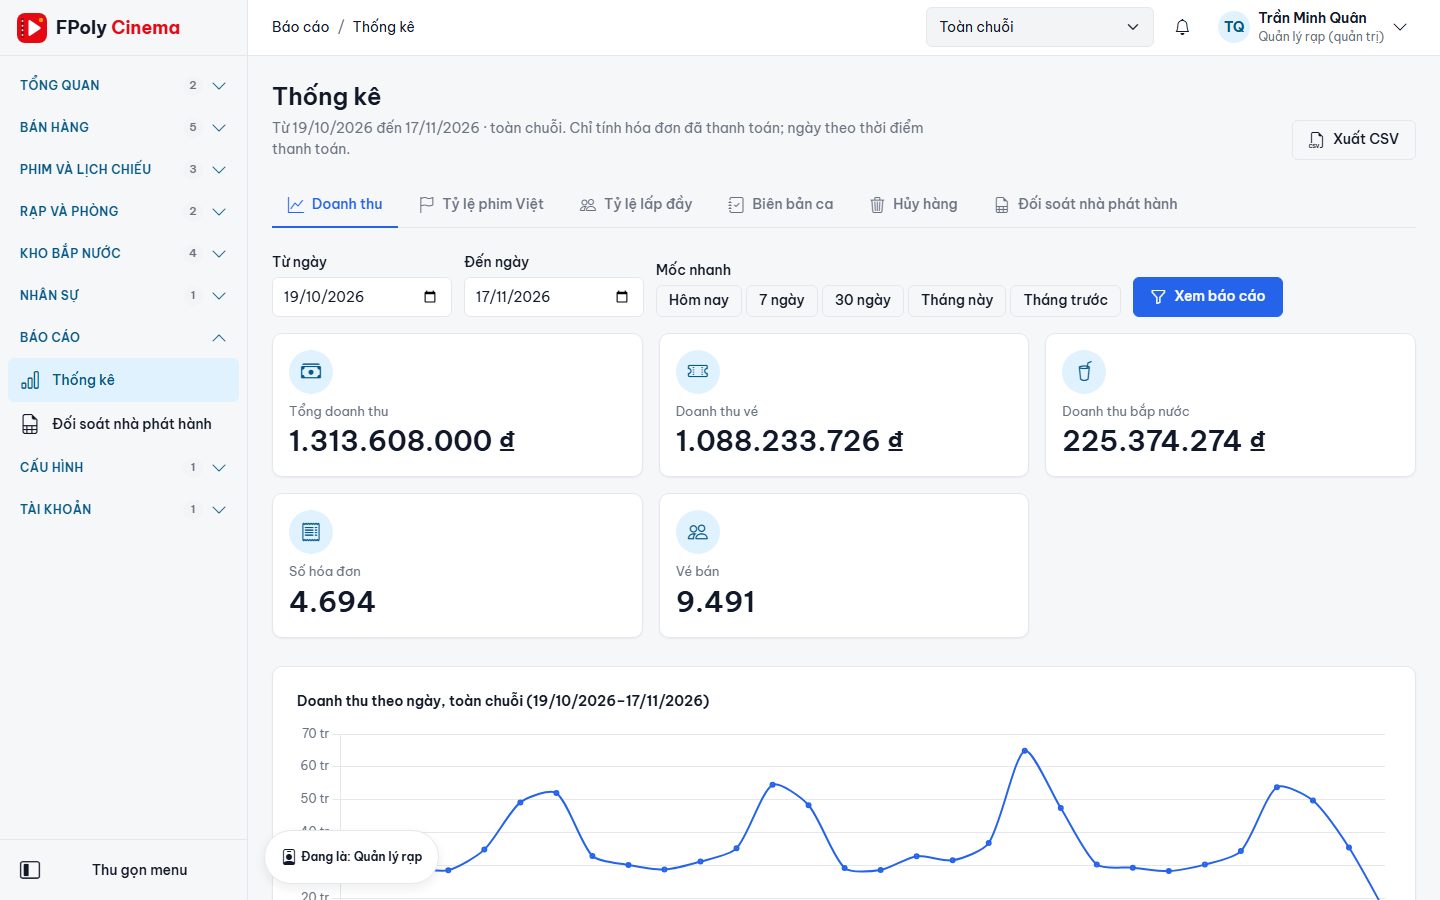 FPoly Cinema
Báo cáo / Thống kê
Toàn chuỗi
TQ
Trần Minh Quân
Quản lý rạp (quản trị)
TỔNG QUAN 2
BÁN HÀNG 5
PHIM VÀ LỊCH CHIẾU 3
RẠP VÀ PHÒNG 2
KHO BẮP NƯỚC 4
NHÂN SỰ 1
BÁO CÁO
Thống kê
Đối soát nhà phát hành
CẤU HÌNH 1
TÀI KHOẢN 1
Thu gọn menu
Thống kê
Từ 19/10/2026 đến 17/11/2026 · toàn chuỗi. Chỉ tính hóa đơn đã thanh toán; ngày theo thời điểm
thanh toán.
Xuất CSV
Doanh thu
Tỷ lệ phim Việt
Tỷ lệ lấp đầy
Biên bản ca
Hủy hàng
Đối soát nhà phát hành
Từ ngày
19/10/2026
Đến ngày
17/11/2026
Mốc nhanh
Hôm nay
7 ngày
30 ngày
Tháng này
Tháng trước
Xem báo cáo
Tổng doanh thu
1.313.608.000 ₫
Doanh thu vé
1.088.233.726 ₫
Doanh thu bắp nước
225.374.274 ₫
Số hóa đơn
4.694
Vé bán
9.491
Doanh thu theo ngày, toàn chuỗi (19/10/2026–17/11/2026)
70 tr
60 tr
50 tr
40 tr
20 tr
Đang là: Quản lý rạp